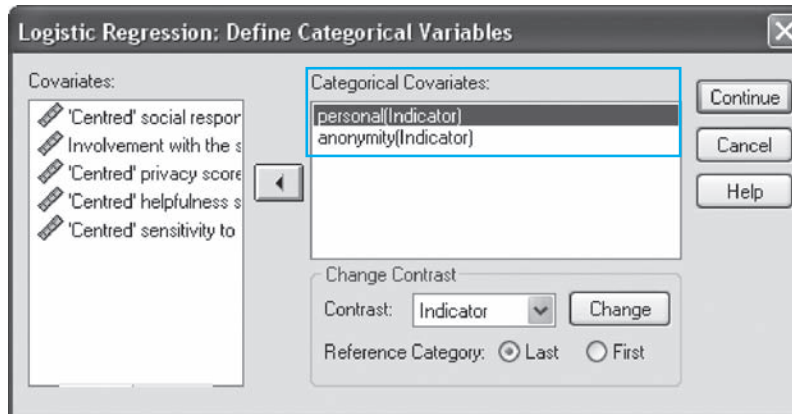 Logistic Regression: Define Categorical Variables
Covariates:
'Centred' social respor
Involvement with the s
'Centred' privacy score
'Centred' helpfulness s
'Centred' sensitivity to
Categorical Covariates:
personal(Indicator)
anonymity(Indicator)
Continue
Cancel
Help
Change Contrast
Contrast: Indicator Change
Reference Category: Last First